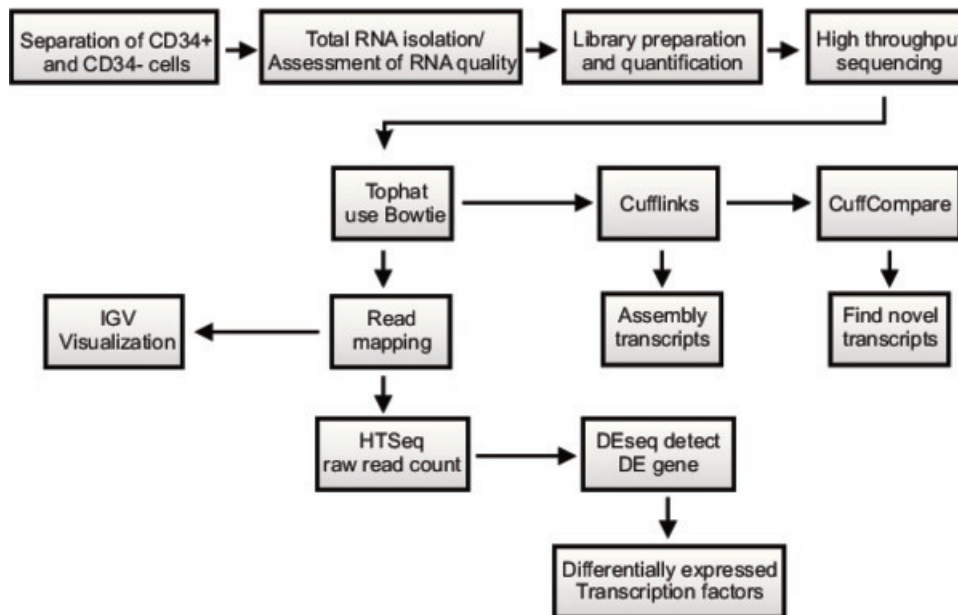 Separation of CD34+
and CD34- cells
Total RNA isolation/
Assessment of RNA quality
Library preparation
and quantification
High throughput
sequencing
Tophat
use Bowtie
Cufflinks
CuffCompare
IGV
Visualization
Read
mapping
Assembly
transcripts
Find novel
transcripts
HTSeq
raw read count
DEseq detect
DE gene
Differentially expressed
Transcription factors